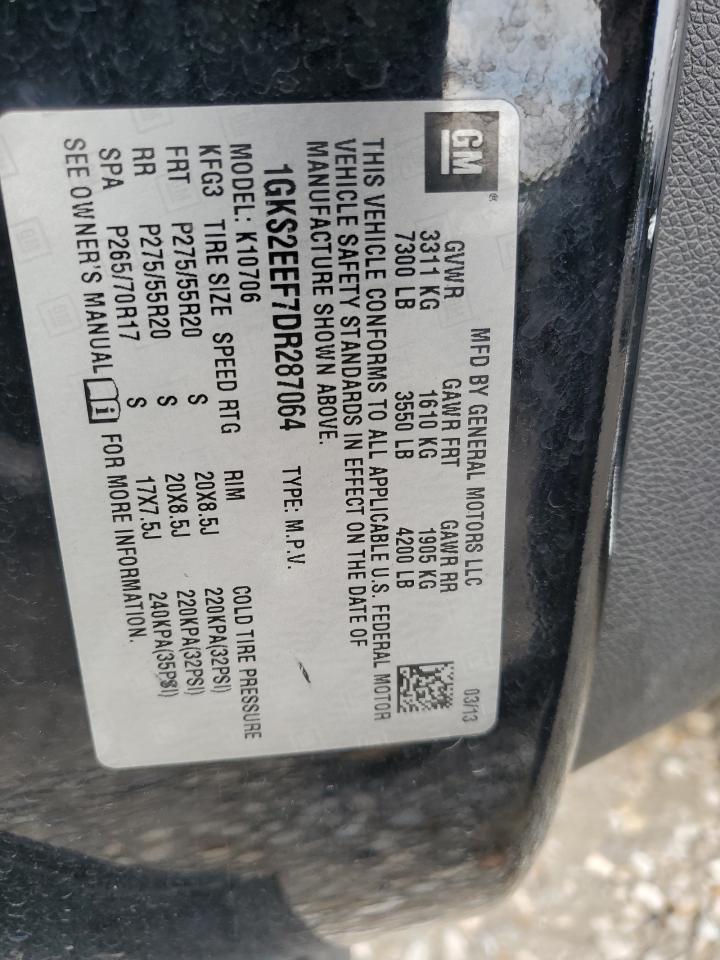 GM®
MFD BY GENERAL MOTORS LLC 03/13
GVWR GAWR FRT GAWR RR
3311 KG 1610 KG 1905 KG
7300 LB 3550 LB 4200 LB
THIS VEHICLE CONFORMS TO ALL APPLICABLE U.S. FEDERAL MOTOR
VEHICLE SAFETY STANDARDS IN EFFECT ON THE DATE OF
MANUFACTURE SHOWN ABOVE.
1GKS2EEF7DR287064 TYPE: M.P.V.
MODEL: K10706
KFG3 TIRE SIZE SPEED RTG RIM COLD TIRE PRESSURE
FRT P275/55R20 S 20X8.5J 220KPA(32PSI)
RR P275/55R20 S 20X8.5J 220KPA(32PSI)
SPA P265/70R17 S 17X7.5J 240KPA(35PSI)
SEE OWNER'S MANUAL i FOR MORE INFORMATION.